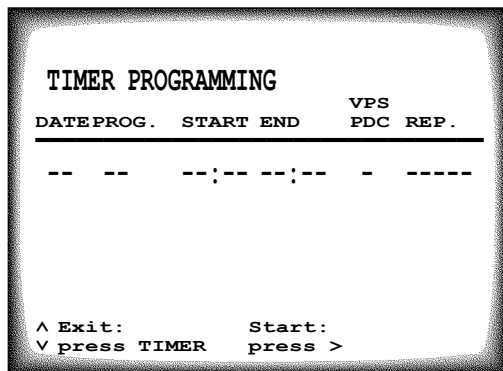 TIMER PROGRAMMING
VPS
DATE PROG. START END PDC REP.
-- -- --:-- --:-- - -----
^ Exit: Start:
v press TIMER press >